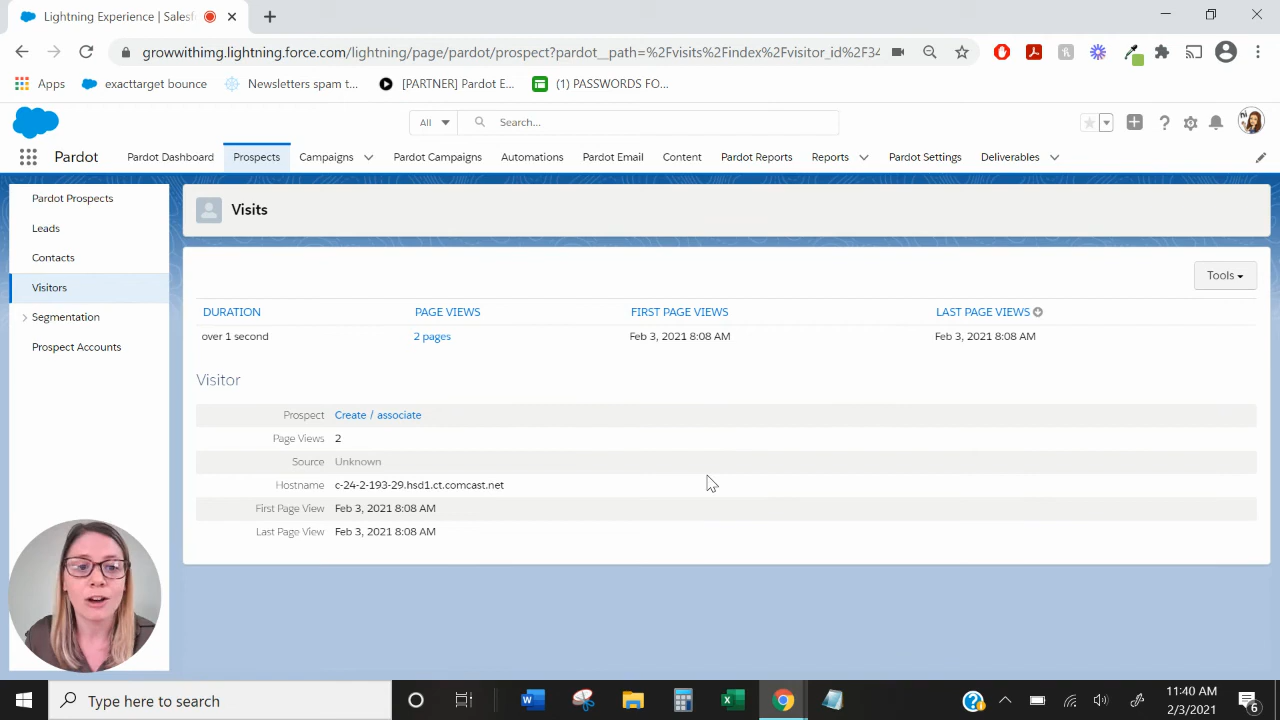 Lightning Experience | Salesf
growwithimg.lightning.force.com/lightning/page/pardot/prospect?pardot__path=%2Fvisits%2Findex%2Fvisitor_id%2F34
Apps exacttarget bounce Newsletters spam t... [PARTNER] Pardot E... (1) PASSWORDS FO...
All Search...
Pardot Pardot Dashboard Prospects Campaigns Pardot Campaigns Automations Pardot Email Content Pardot Reports Reports Pardot Settings Deliverables
Pardot Prospects
Leads
Contacts
Visitors
Segmentation
Prospect Accounts
Visits
Tools
DURATION PAGE VIEWS FIRST PAGE VIEWS LAST PAGE VIEWS
over 1 second 2 pages Feb 3, 2021 8:08 AM Feb 3, 2021 8:08 AM
Visitor
Prospect Create / associate
Page Views 2
Source Unknown
Hostname c-24-2-193-29.hsd1.ct.comcast.net
First Page View Feb 3, 2021 8:08 AM
Last Page View Feb 3, 2021 8:08 AM
Type here to search
11:40 AM
2/3/2021
6